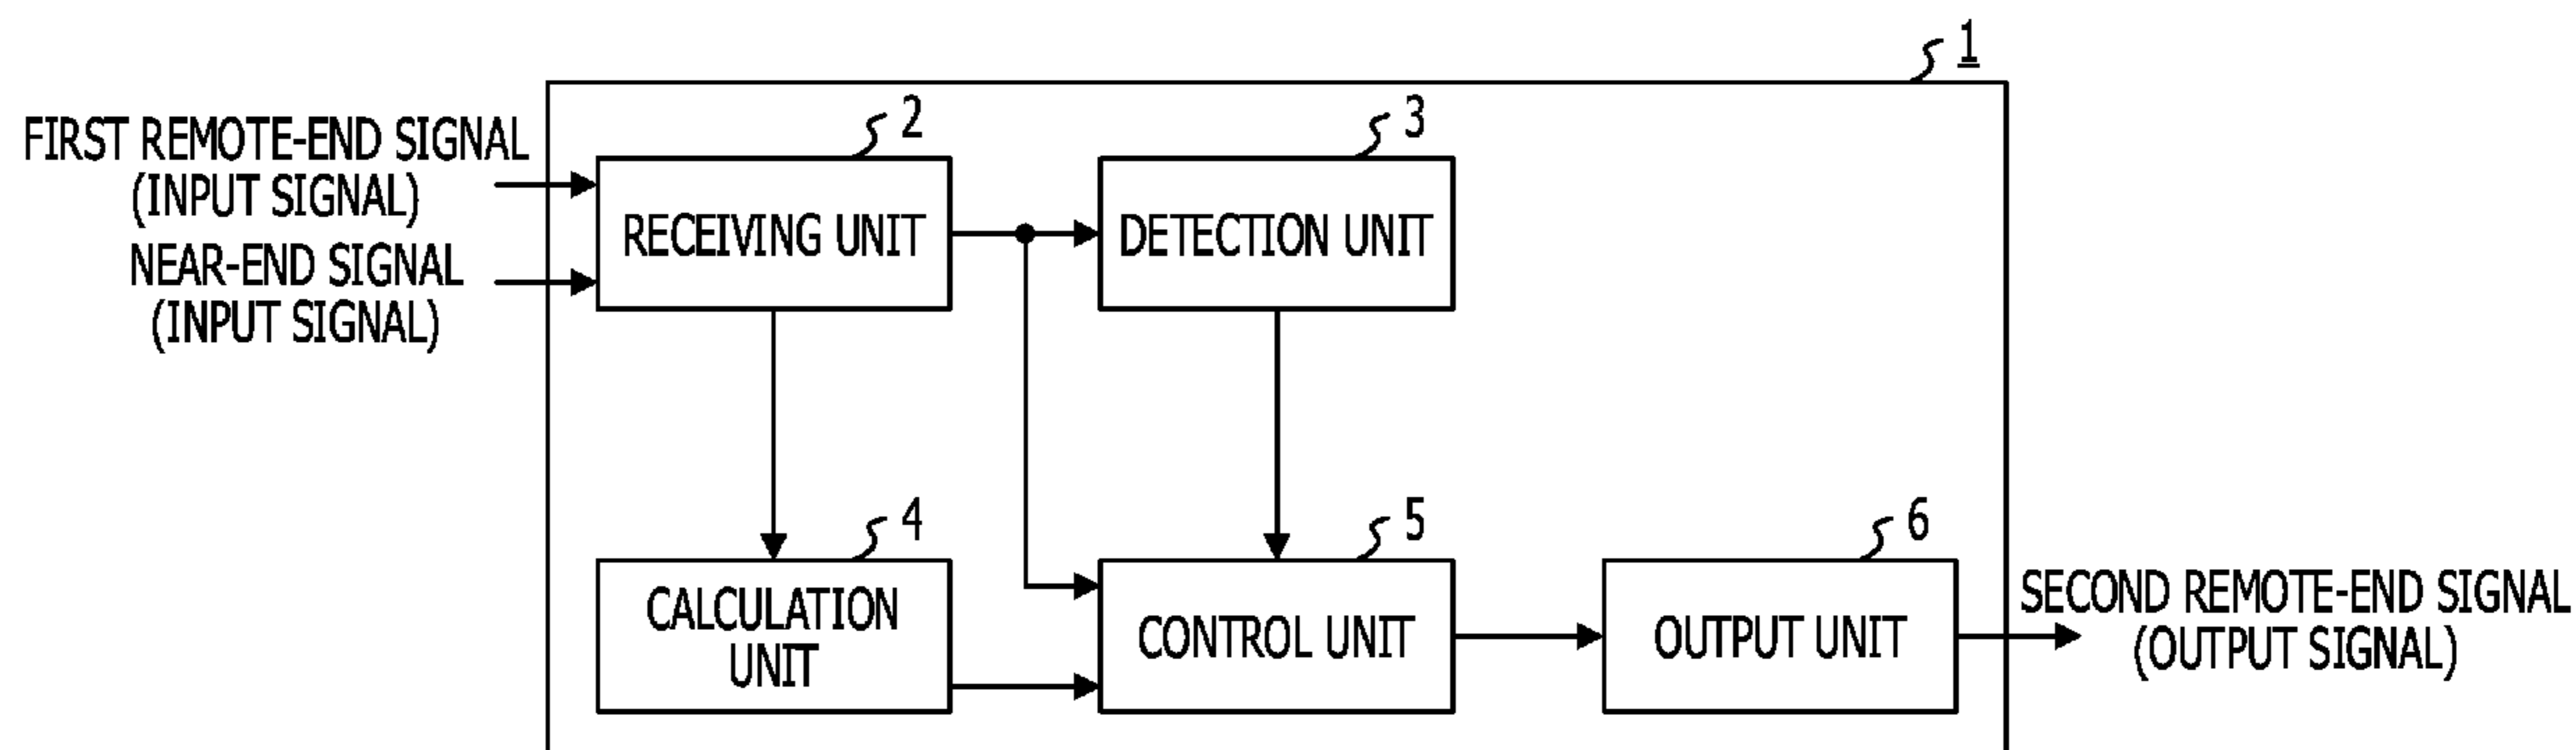 1
2
3
FIRST REMOTE-END SIGNAL
(INPUT SIGNAL)
NEAR-END SIGNAL
(INPUT SIGNAL)
RECEIVING UNIT
DETECTION UNIT
4
5
6
CALCULATION
UNIT
CONTROL UNIT
OUTPUT UNIT
SECOND REMOTE-END SIGNAL
(OUTPUT SIGNAL)